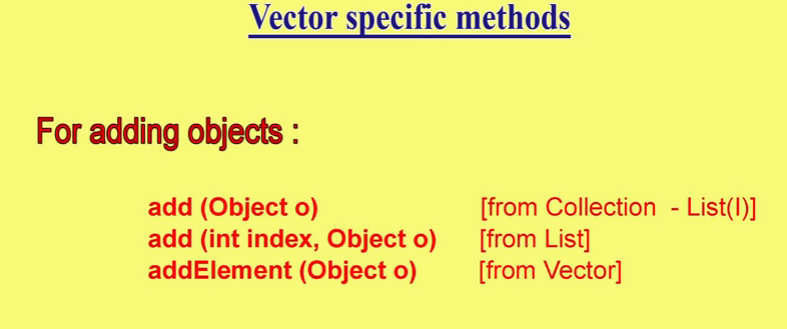 Vector specific methods
For adding objects :
add (Object o) [from Collection - List(I)]
add (int index, Object o) [from List]
addElement (Object o) [from Vector]